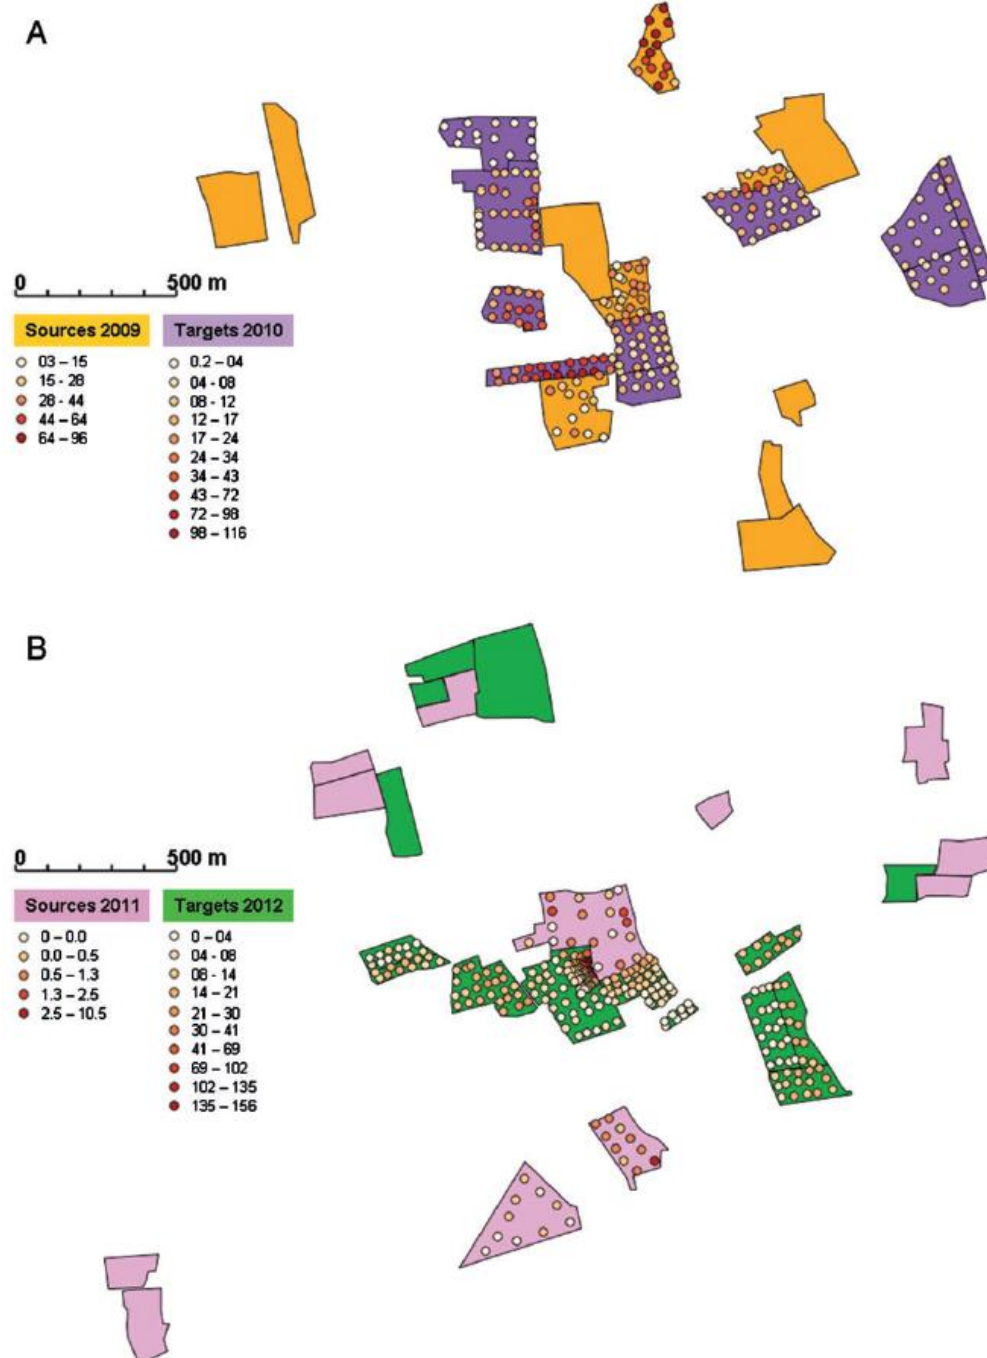 A
0 500 m
Sources 2009 Targets 2010
03 – 15 0.2 – 04
15 - 28 04 - 08
28 - 44 08 - 12
44 – 64 12 – 17
64 – 96 17 – 24
24 – 34
34 – 43
43 – 72
72 – 98
98 – 116
B
0 500 m
Sources 2011 Targets 2012
0 – 0.0 0 – 04
0.0 – 0.5 04 – 08
0.5 – 1.3 08 – 14
1.3 – 2.5 14 – 21
2.5 – 10.5 21 – 30
30 – 41
41 – 69
69 – 102
102 – 135
135 – 156